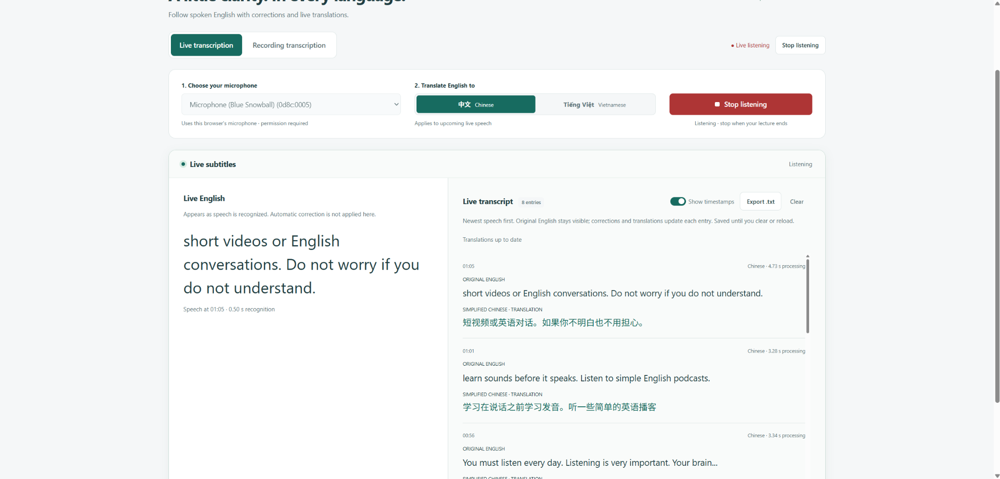 A little clarity. In every language.
Follow spoken English with corrections and live translations.
Live transcription
Recording transcription
Live listening
Stop listening
1. Choose your microphone
Microphone (Blue Snowball) (0d8c:0005)
Uses this browser's microphone · permission required
2. Translate English to
中文 Chinese
Tiếng Việt Vietnamese
Applies to upcoming live speech
Stop listening
Listening · stop when your lecture ends
Live subtitles
Listening
Live English
Appears as speech is recognized. Automatic correction is not applied here.
short videos or English
conversations. Do not worry if you
do not understand.
Speech at 01:05 · 0.50 s recognition
Live transcript
8 entries
Show timestamps
Export .txt
Clear
Newest speech first. Original English stays visible; corrections and translations update each entry. Saved until you clear or reload.
Translations up to date
01:05
Chinese · 4.73 s processing
ORIGINAL ENGLISH
short videos or English conversations. Do not worry if you do not understand.
SIMPLIFIED CHINESE · TRANSLATION
短视频或英语对话。如果你不明白也不用担心。
01:01
Chinese · 3.28 s processing
ORIGINAL ENGLISH
learn sounds before it speaks. Listen to simple English podcasts.
SIMPLIFIED CHINESE · TRANSLATION
学习在说话之前学习发音。听一些简单的英语播客
00:56
Chinese · 3.34 s processing
ORIGINAL ENGLISH
You must listen every day. Listening is very important. Your brain...
SIMPLIFIED CHINESE · TRANSLATION